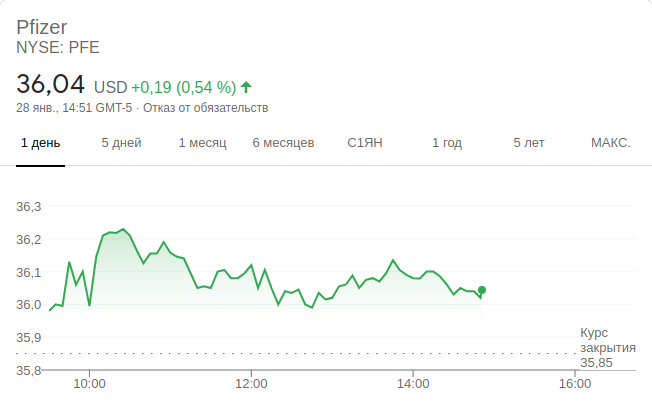 Pfizer
NYSE: PFE
36,04 USD +0,19 (0,54 %)
28 янв., 14:51 GMT-5 · Отказ от обязательств
1 день 5 дней 1 месяц 6 месяцев С1ЯН 1 год 5 лет МАКС.
36,3
36,2
36,1
36,0
35,9
Курс
закрытия
35,85
35,8
10:00 12:00 14:00 16:00